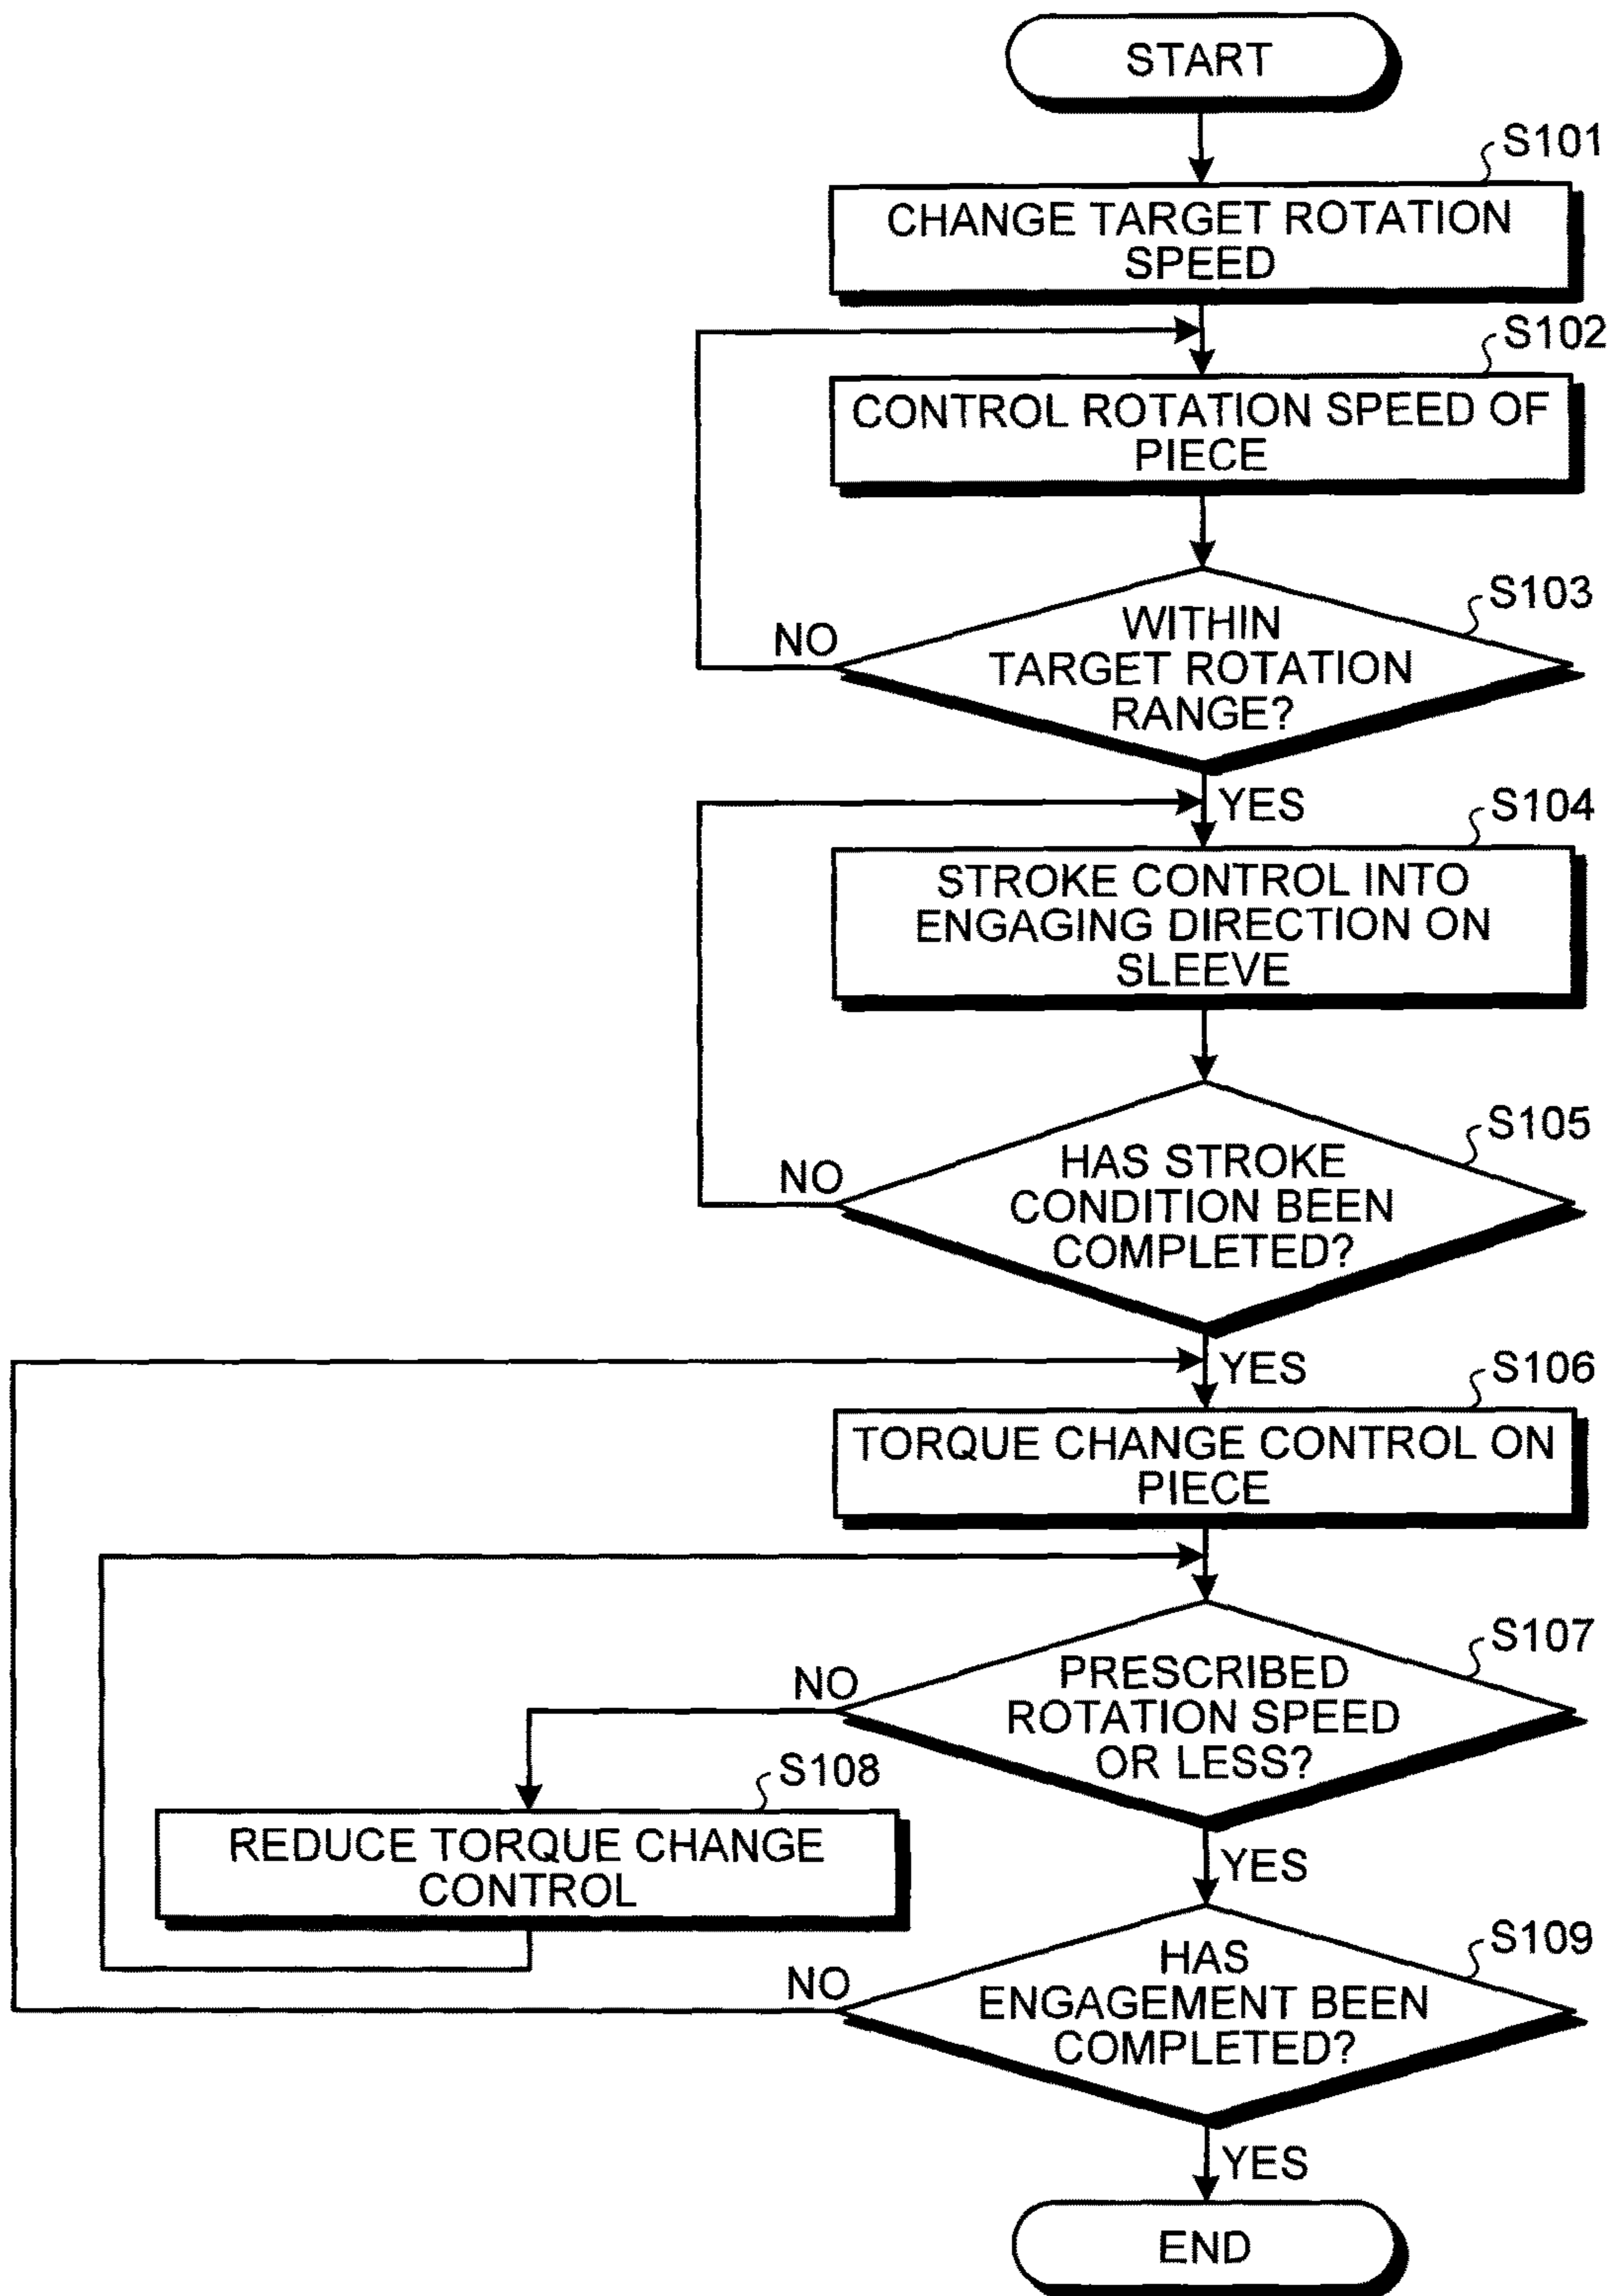 START
S101
CHANGE TARGET ROTATION
SPEED
S102
CONTROL ROTATION SPEED OF
PIECE
S103
WITHIN
TARGET ROTATION
RANGE?
NO
YES
S104
STROKE CONTROL INTO
ENGAGING DIRECTION ON
SLEEVE
S105
HAS STROKE
CONDITION BEEN
COMPLETED?
NO
YES
S106
TORQUE CHANGE CONTROL ON
PIECE
S107
PRESCRIBED
ROTATION SPEED
OR LESS?
NO
S108
REDUCE TORQUE CHANGE
CONTROL
YES
S109
HAS
ENGAGEMENT BEEN
COMPLETED?
NO
YES
END